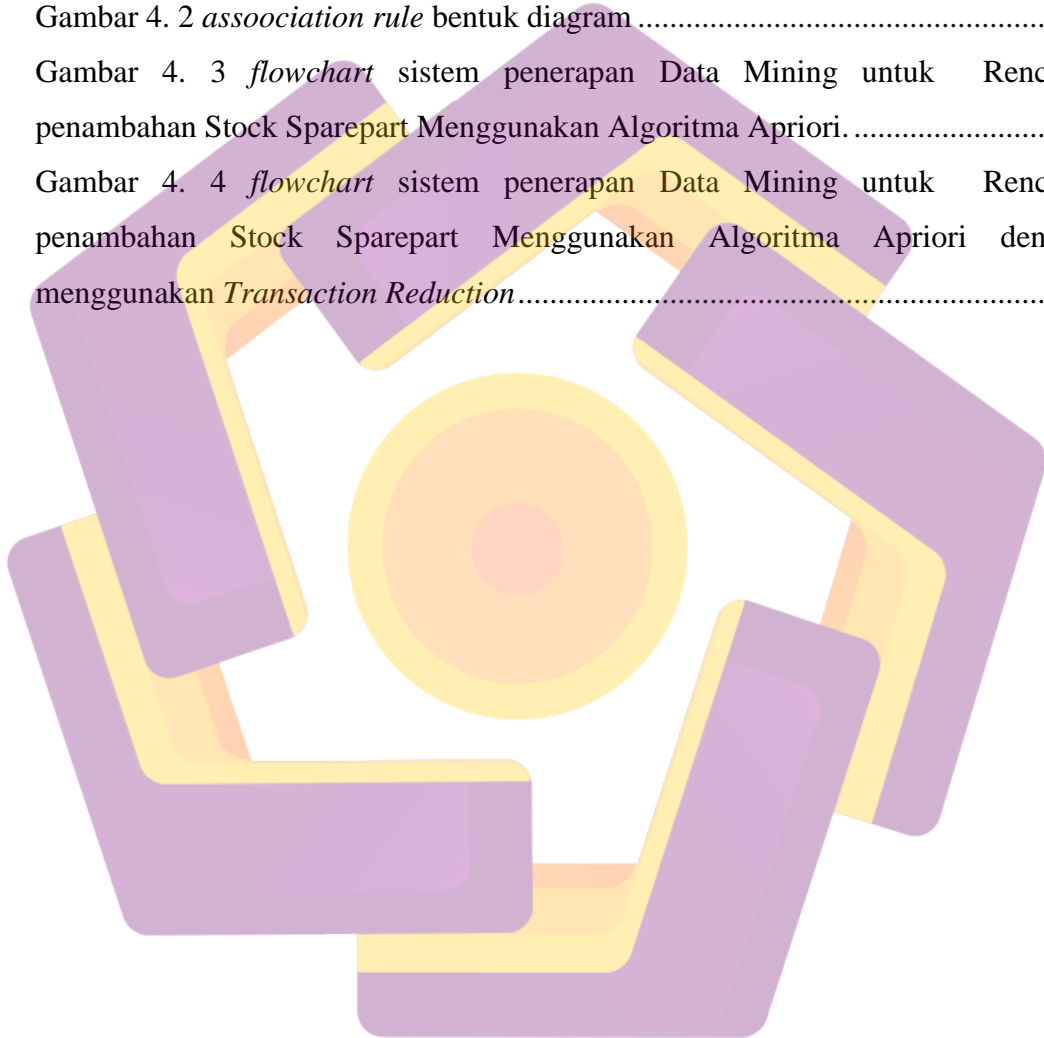 Gambar 4. 2 assoociation rule bentuk diagram......................................................
Gambar 4. 3 flowchart sistem penerapan Data Mining untuk Renc
penambahan Stock Sparepart Menggunakan Algoritma Apriori. .........................
Gambar 4. 4 flowchart sistem penerapan Data Mining untuk Renc
penambahan Stock Sparepart Menggunakan Algoritma Apriori den
menggunakan Transaction Reduction.....................................................................